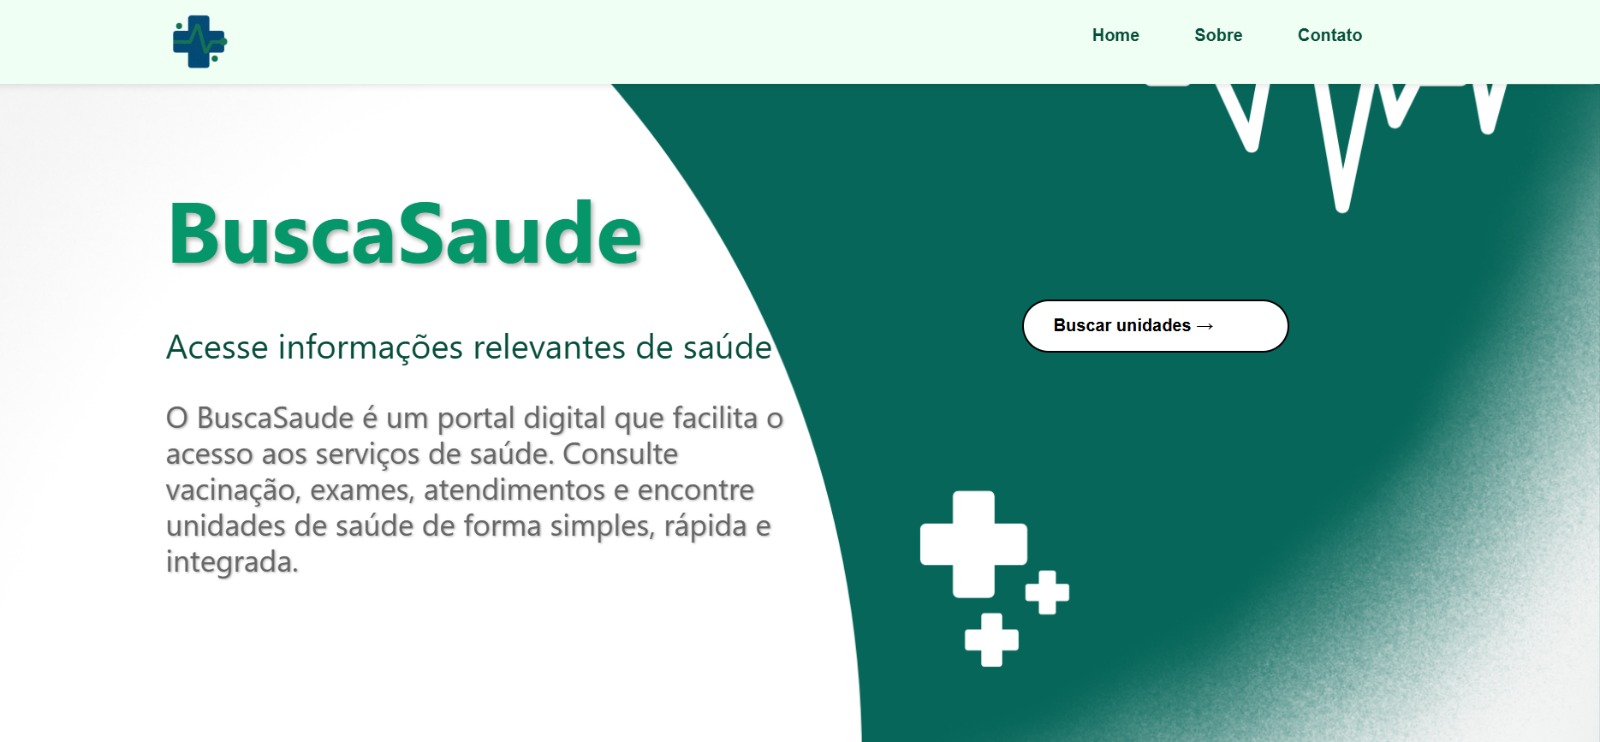 Home Sobre Contato
BuscaSaude
Acesse informações relevantes de saúde
Buscar unidades →
O BuscaSaude é um portal digital que facilita o
acesso aos serviços de saúde. Consulte
vacinação, exames, atendimentos e encontre
unidades de saúde de forma simples, rápida e
integrada.